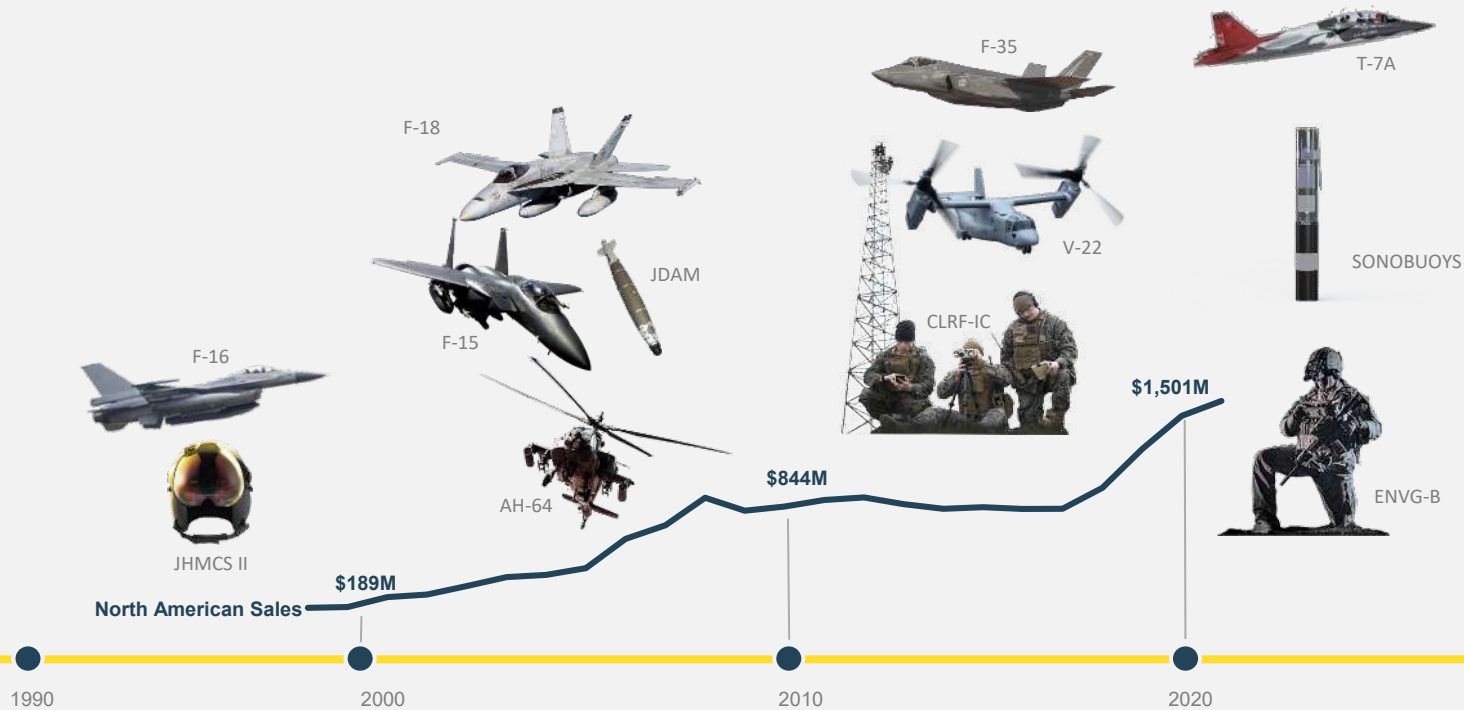 F-35
T-7A
F-18
V-22
SONOBUOYS
JDAM
CLRF-IC
F-15
F-16
$1,501M
$844M
AH-64
ENVG-B
JHMCS II
$189M
North American Sales
1990
2000
2010
2020